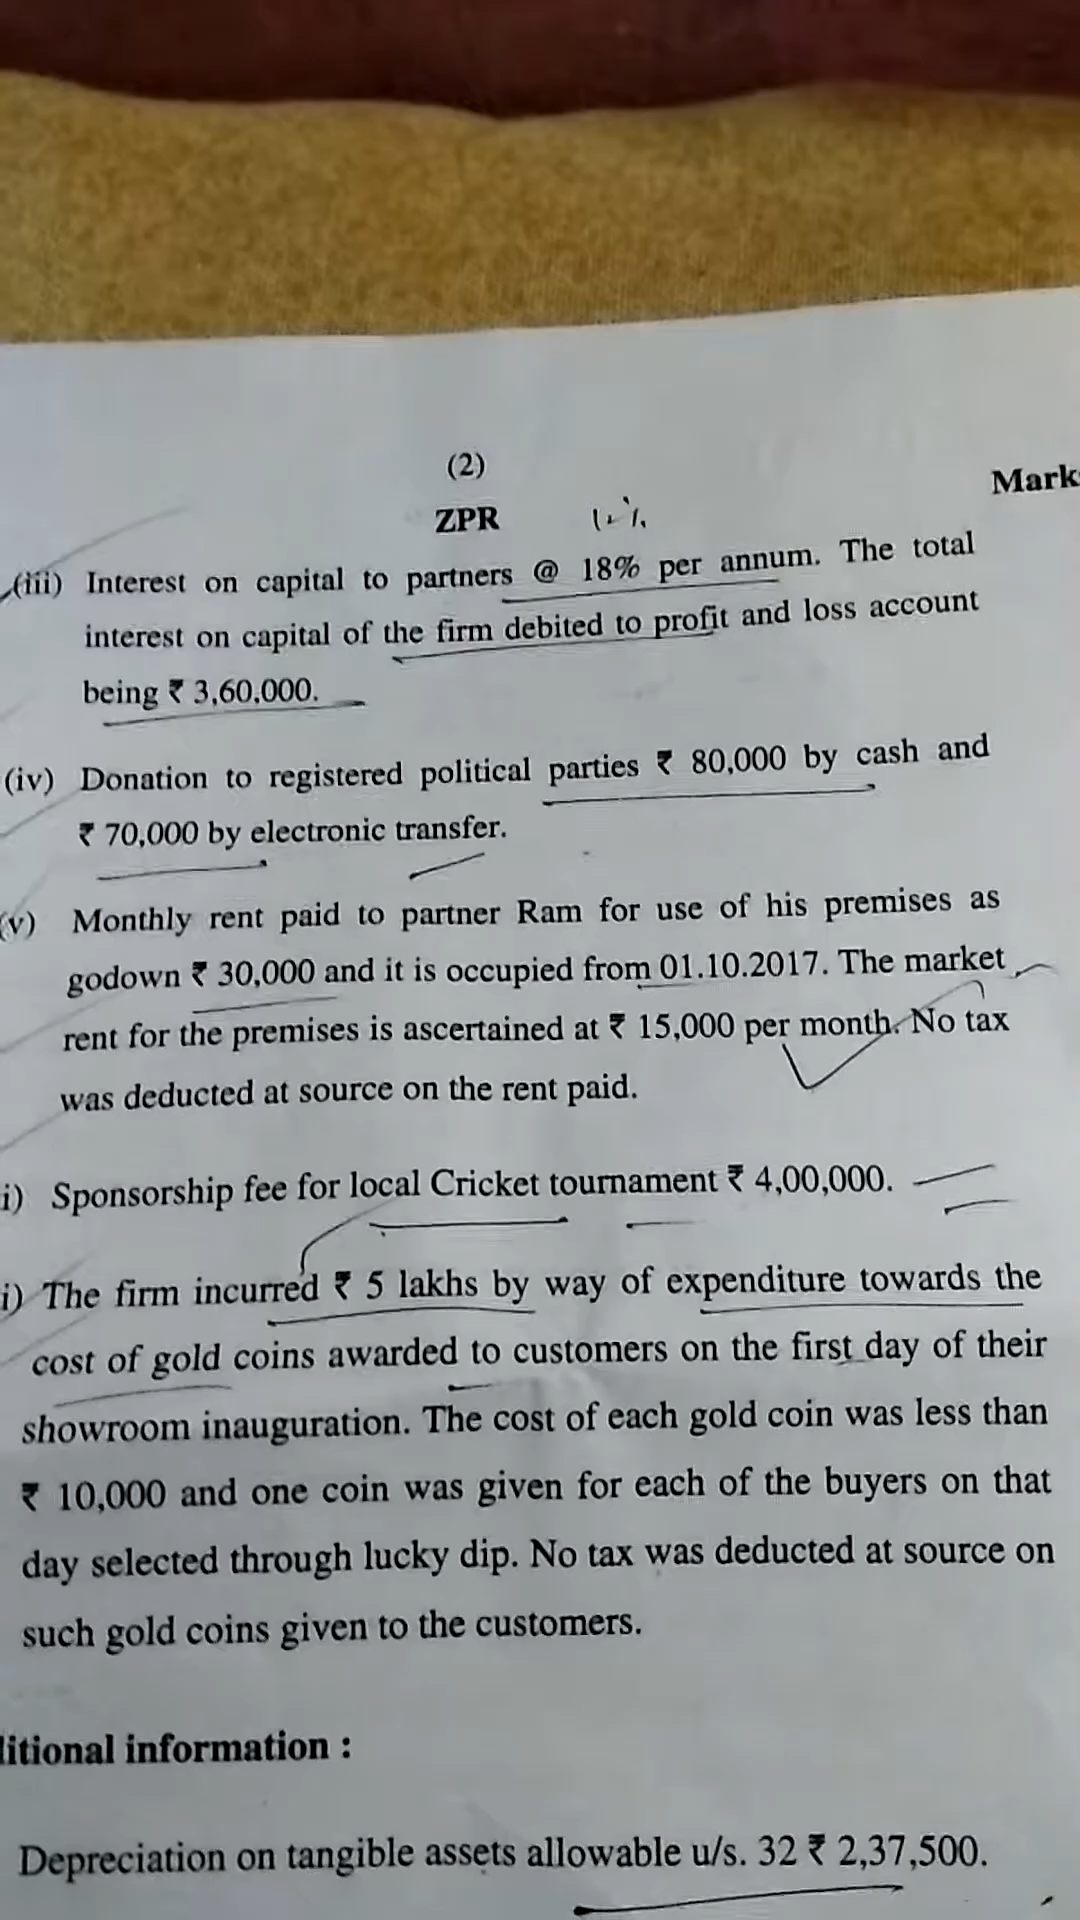 (2)
Mark
ZPR
(iii) Interest on capital to partners @ 18% per annum. The total
interest on capital of the firm debited to profit and loss account
being ₹ 3,60,000.
(iv) Donation to registered political parties ₹ 80,000 by cash and
₹ 70,000 by electronic transfer.
(v) Monthly rent paid to partner Ram for use of his premises as
godown ₹ 30,000 and it is occupied from 01.10.2017. The market
rent for the premises is ascertained at ₹ 15,000 per month. No tax
was deducted at source on the rent paid.
i) Sponsorship fee for local Cricket tournament ₹ 4,00,000.
i) The firm incurred ₹ 5 lakhs by way of expenditure towards the
cost of gold coins awarded to customers on the first day of their
showroom inauguration. The cost of each gold coin was less than
₹ 10,000 and one coin was given for each of the buyers on that
day selected through lucky dip. No tax was deducted at source on
such gold coins given to the customers.
litional information :
Depreciation on tangible assets allowable u/s. 32 ₹ 2,37,500.